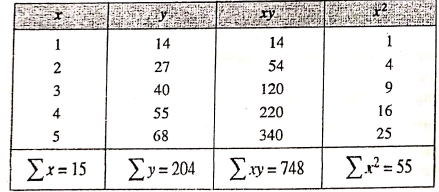 x y xy x²
1 14 14 1
2 27 54 4
3 40 120 9
4 55 220 16
5 68 340 25
∑x = 15 ∑y = 204 ∑xy = 748 ∑x² = 55